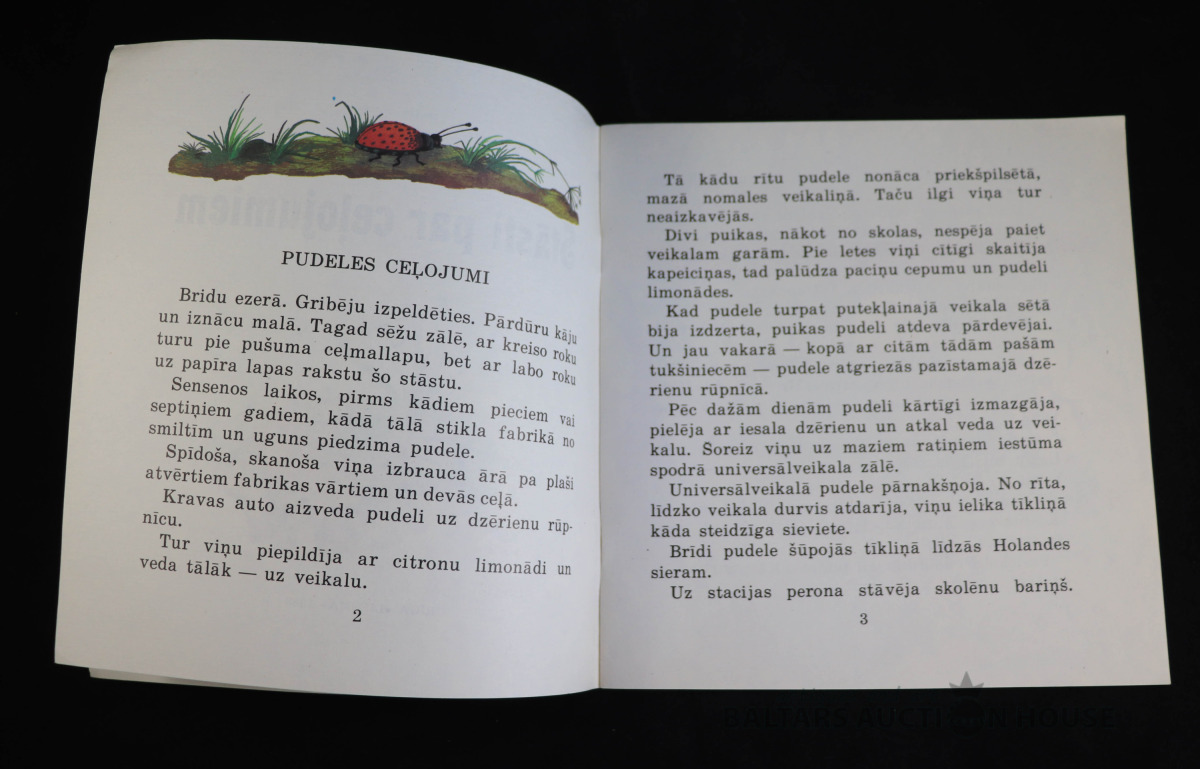 PUDELES CEĻOJUMI
Bridu ezerā. Gribēju izpeldēties. Pārdūru kāju
un iznācu malā. Tagad sēžu zālē, ar kreiso roku
turu pie pušuma ceļmallapu, bet ar labo roku
uz papīra lapas rakstu šo stāstu.
Sensenos laikos, pirms kādiem pieciem vai
septiņiem gadiem, kādā tālā stikla fabrikā no
smiltīm un uguns piedzima pudele.
Spīdoša, skanoša viņa izbrauca ārā pa plaši
atvērtiem fabrikas vārtiem un devās ceļā.
Kravas auto aizveda pudeli uz dzērienu rūp-
nīcu.
Tur viņu piepildīja ar citronu limonādi un
veda tālāk — uz veikalu.
2
Tā kādu rītu pudele nonāca priekšpilsētā,
mazā nomales veikaliņā. Taču ilgi viņa tur
neaizkavējās.
Divi puikas, nākot no skolas, nespēja paiet
veikalam garām. Pie letes viņi cītīgi skaitīja
kapeiciņas, tad palūdza paciņu cepumu un pudeli
limonādes.
Kad pudele turpat putekļainajā veikala sētā
bija izdzerta, puikas pudeli atdeva pārdevējai.
Un jau vakarā — kopā ar citām tādām pašām
tukšiniecēm — pudele atgriezās pazīstamajā dzē-
rienu rūpnīcā.
Pēc dažām dienām pudeli kārtīgi izmazgāja,
pielēja ar iesala dzērienu un atkal veda uz vei-
kalu. Šoreiz viņu uz maziem ratiņiem iestūma
spodrā universālveikala zālē.
Universālveikalā pudele pārnakšņoja. No rīta,
līdzko veikala durvis atdarīja, viņu ielika tīkliņā
kāda steidzīga sieviete.
Brīdi pudele šūpojās tīkliņā līdzās Holandes
sieram.
Uz stacijas perona stāvēja skolēnu bariņš.
3
BALTARS AUCTION HOUSE